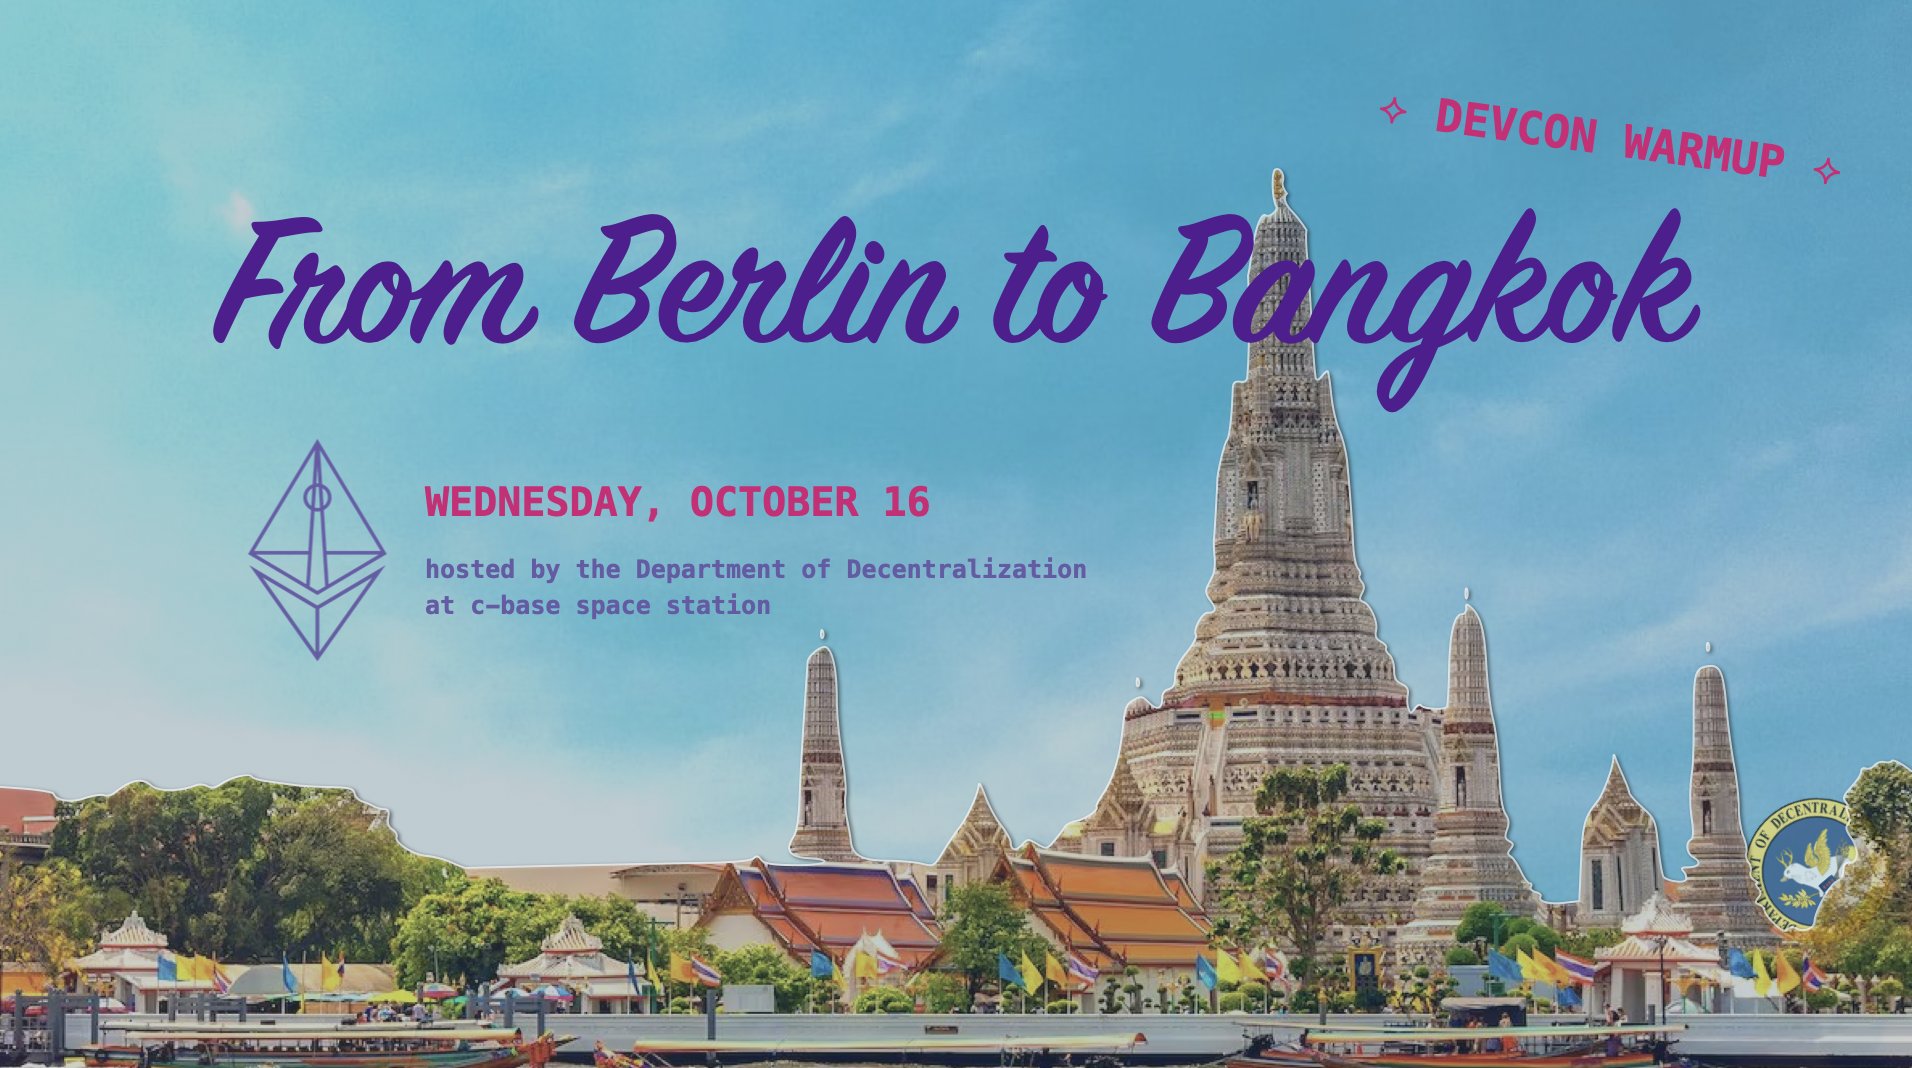 ✧ DEVCON WARMUP ✧
From Berlin to Bangkok
WEDNESDAY, OCTOBER 16
hosted by the Department of Decentralization
at c-base space station
OF